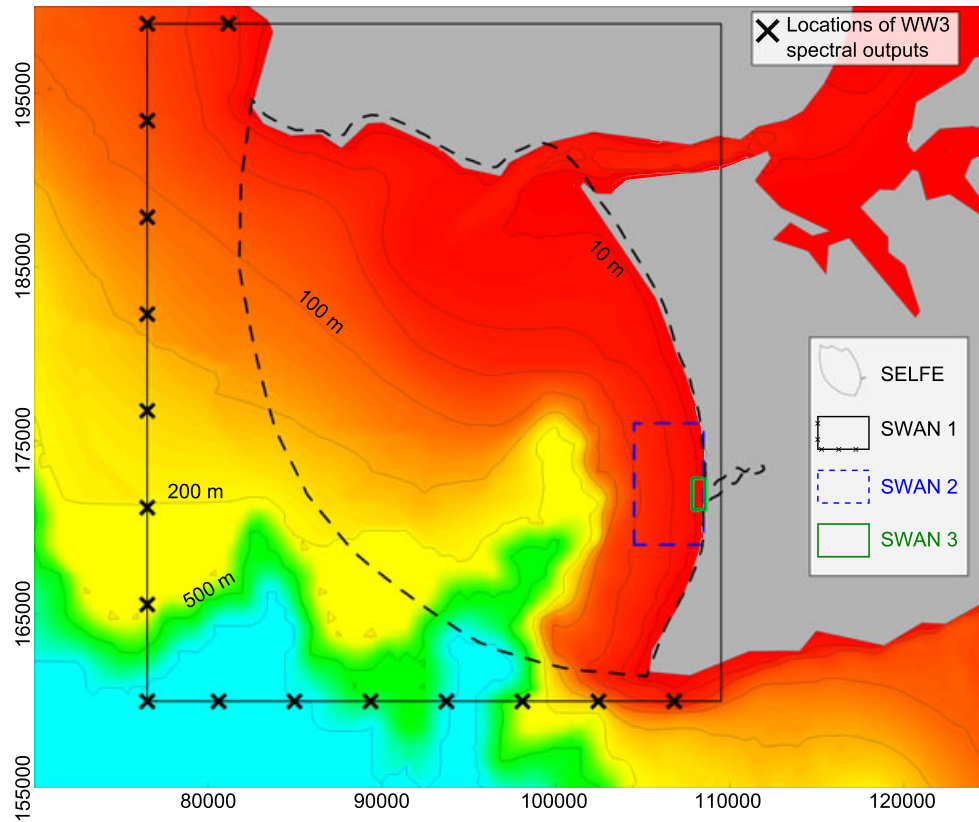 Locations of WW3
spectral outputs
195000
185000
175000
165000
155000
10 m
100 m
200 m
500 m
SELFE
SWAN 1
SWAN 2
SWAN 3
80000
90000
100000
110000
120000